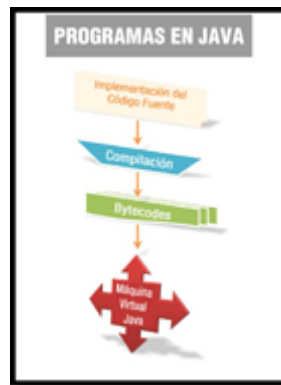 PROGRAMAS EN JAVA
Implementación del
Código Fuente
Compilación
Bytecodes
Máquina
Virtual
Java